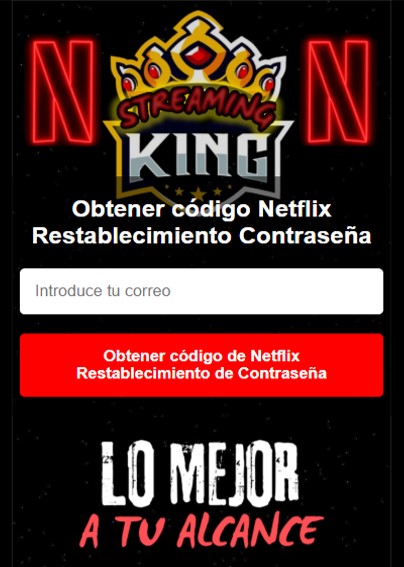 N N
STREAMING
KING
Obtener código Netflix
Restablecimiento Contraseña
Introduce tu correo
Obtener código de Netflix
Restablecimiento de Contraseña
LO MEJOR
A TU ALCANCE